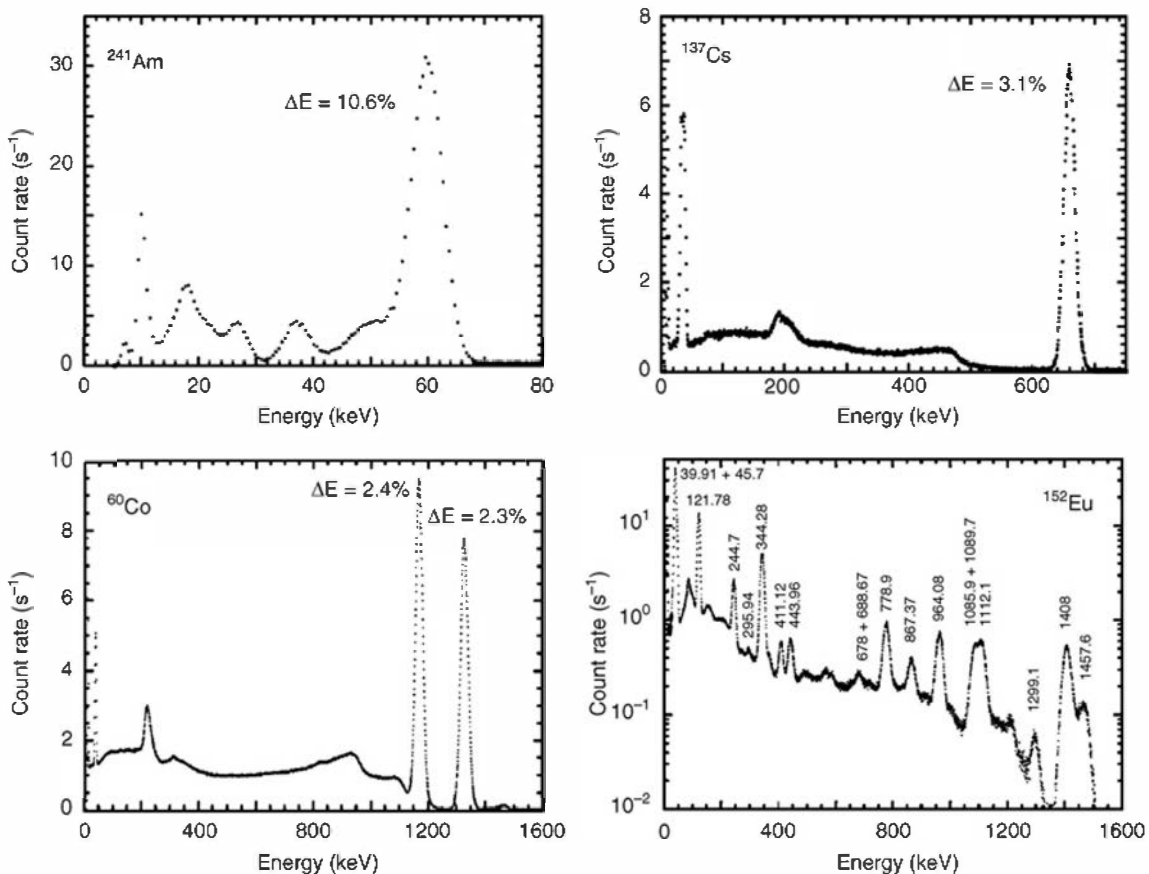 ²⁴¹Am
ΔE = 10.6%
30
20
10
0
0 20 40 60 80
Count rate (s⁻¹)
Energy (keV)
¹³⁷Cs
ΔE = 3.1%
8
6
4
2
0
0 200 400 600
Count rate (s⁻¹)
Energy (keV)
⁶⁰Co
ΔE = 2.4%
ΔE = 2.3%
10
8
6
4
2
0
0 400 800 1200 1600
Count rate (s⁻¹)
Energy (keV)
¹⁵²Eu
39.91 + 45.7
121.78
244.7
295.94
344.28
411.12
443.96
678 + 688.67
778.9
867.37
964.08
1085.9 + 1089.7
1112.1
1299.1
1408
1457.6
10¹
10⁰
10⁻¹
10⁻²
0 400 800 1200 1600
Count rate (s⁻¹)
Energy (keV)